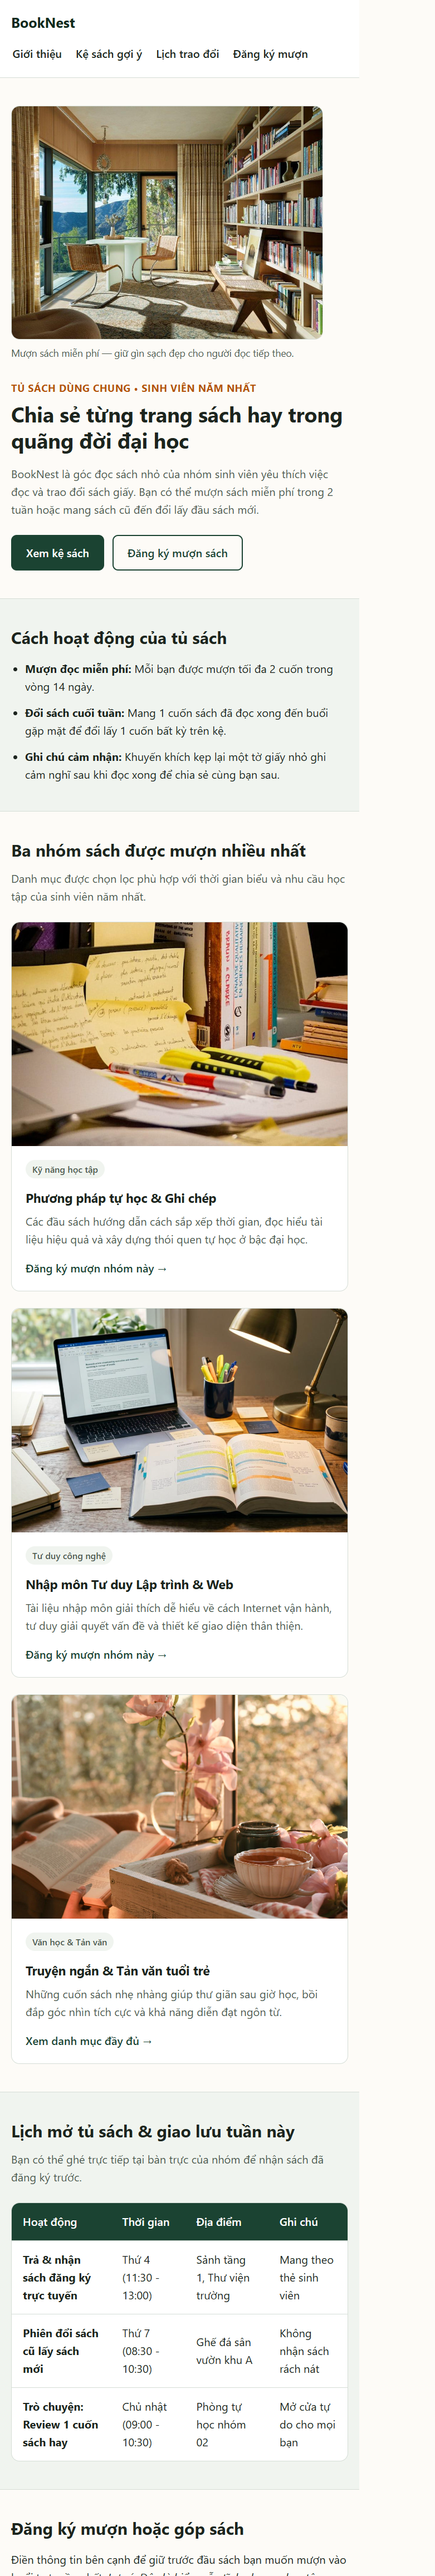 BookNest
Giới thiệu Kệ sách gợi ý Lịch trao đổi Đăng ký mượn
Mượn sách miễn phí — giữ gìn sạch đẹp cho người đọc tiếp theo.
TỦ SÁCH DÙNG CHUNG • SINH VIÊN NĂM NHẤT
Chia sẻ từng trang sách hay trong
quãng đời đại học
BookNest là góc đọc sách nhỏ của nhóm sinh viên yêu thích việc
đọc và trao đổi sách giấy. Bạn có thể mượn sách miễn phí trong 2
tuần hoặc mang sách cũ đến đổi lấy đầu sách mới.
Xem kệ sách Đăng ký mượn sách
Cách hoạt động của tủ sách
• Mượn đọc miễn phí: Mỗi bạn được mượn tối đa 2 cuốn trong
vòng 14 ngày.
• Đổi sách cuối tuần: Mang 1 cuốn sách đã đọc xong đến buổi
gặp mặt để đổi lấy 1 cuốn bất kỳ trên kệ.
• Ghi chú cảm nhận: Khuyến khích kẹp lại một tờ giấy nhỏ ghi
cảm nghĩ sau khi đọc xong để chia sẻ cùng bạn sau.
Ba nhóm sách được mượn nhiều nhất
Danh mục được chọn lọc phù hợp với thời gian biểu và nhu cầu học
tập của sinh viên năm nhất.
Kỹ năng học tập
Phương pháp tự học & Ghi chép
Các đầu sách hướng dẫn cách sắp xếp thời gian, đọc hiểu tài
liệu hiệu quả và xây dựng thói quen tự học ở bậc đại học.
Đăng ký mượn nhóm này →
Tư duy công nghệ
Nhập môn Tư duy Lập trình & Web
Tài liệu nhập môn giải thích dễ hiểu về cách Internet vận hành,
tư duy giải quyết vấn đề và thiết kế giao diện thân thiện.
Đăng ký mượn nhóm này →
Văn học & Tản văn
Truyện ngắn & Tản văn tuổi trẻ
Những cuốn sách nhẹ nhàng giúp thư giãn sau giờ học, bồi
đắp góc nhìn tích cực và khả năng diễn đạt ngôn từ.
Xem danh mục đầy đủ →
Lịch mở tủ sách & giao lưu tuần này
Bạn có thể ghé trực tiếp tại bàn trực của nhóm để nhận sách đã
đăng ký trước.
Hoạt động Thời gian Địa điểm Ghi chú
Trả & nhận Thứ 4 Sảnh tầng Mang theo
sách đăng ký (11:30 - 1, Thư viện thẻ sinh
trực tuyến 13:00) trường viên
Phiên đổi sách Thứ 7 Ghế đá sân Không
cũ lấy sách (08:30 - vườn khu A nhận sách
mới 10:30) rách nát
Trò chuyện: Chủ nhật Phòng tự Mở cửa tự
Review 1 cuốn (09:00 - học nhóm do cho mọi
sách hay 10:30) 02 bạn
Đăng ký mượn hoặc góp sách
Điền thông tin bên cạnh để giữ trước đầu sách bạn muốn mượn vào